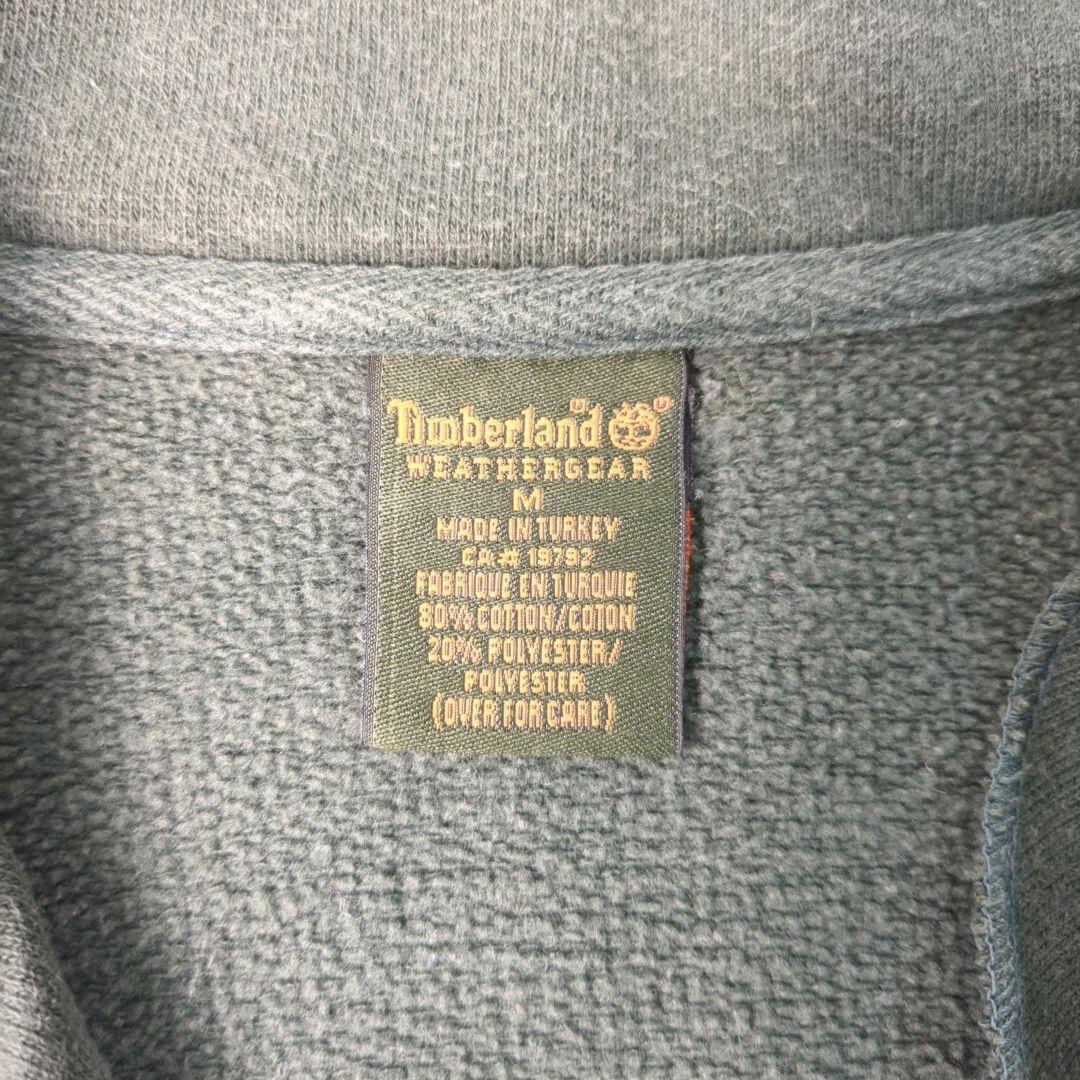 Timberland
WEATHERGEAR
M
MADE IN TURKEY
CA# 19792
FABRIQUE EN TURQUIE
80% COTTON/COTON
20% POLYESTER/
POLYESTER
(OVER FOR CARE)